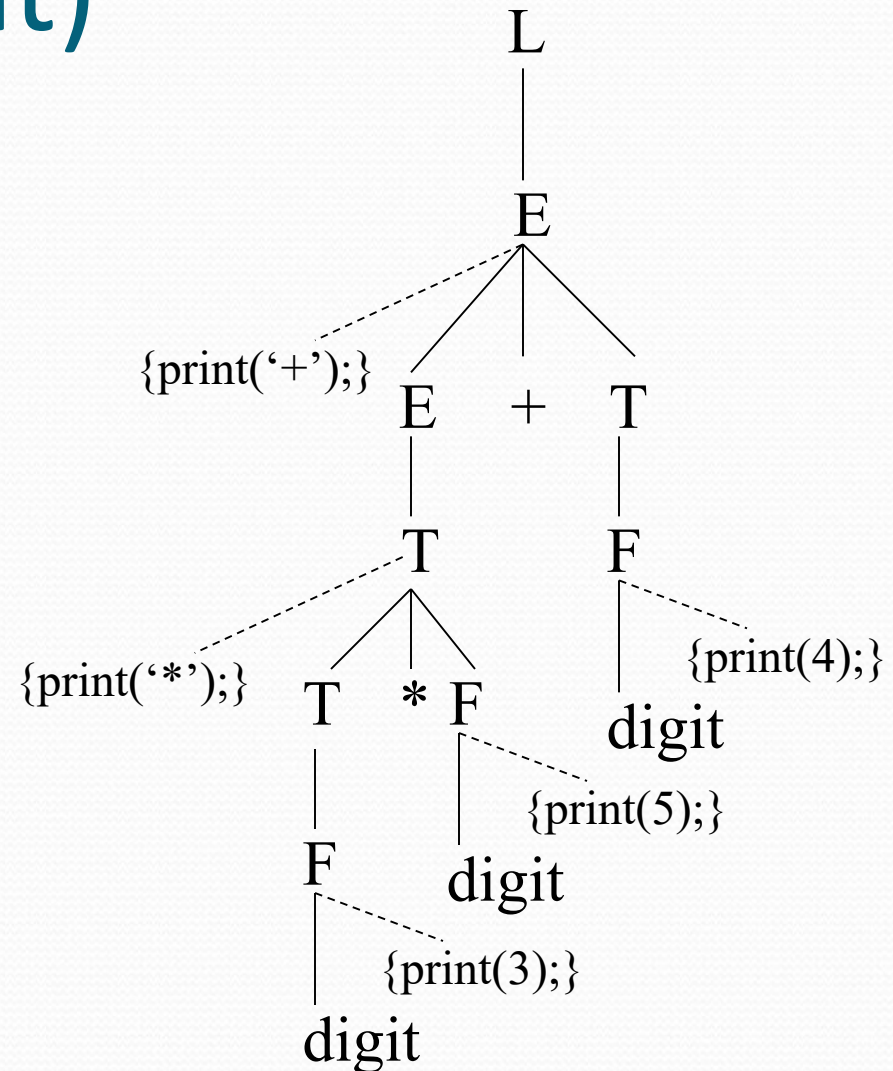 t)
L
E
{print(‘+’);}
E + T
T F
{print(4);}
{print(‘*’);} T * F
digit
{print(5);}
F
digit
{print(3);}
digit